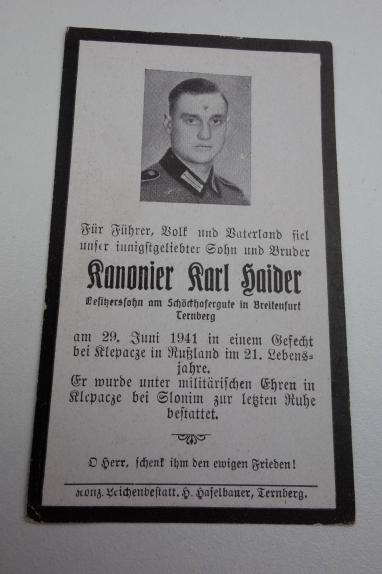 Für Führer, Volk und Vaterland fiel
unser innigstgeliebter Sohn und Bruder
Kanonier Karl Haider
Besitzerssohn am Schöckhofergute in Breitenfurt
Ternberg
am 29. Juni 1941 in einem Gefecht
bei Klepacze in Rußland im 21. Lebens-
jahre.
Er wurde unter militärischen Ehren in
Klepacze bei Slonim zur letzten Ruhe
bestattet.
O Herr, schenk ihm den ewigen Frieden!
Konz. Leichenbestatt. H. Haselbauer, Ternberg.